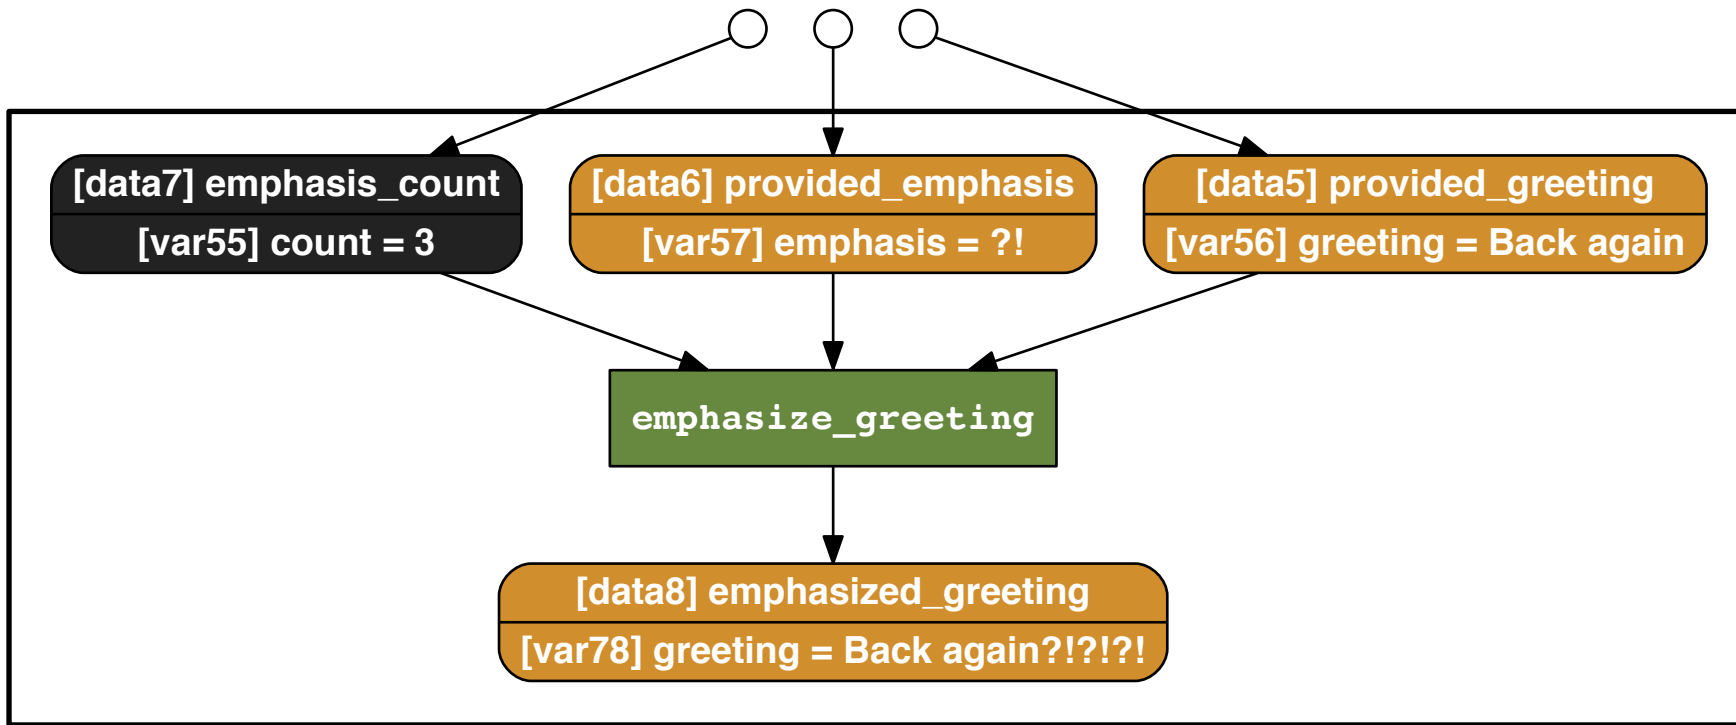 [data7] emphasis_count
[var55] count = 3
[data6] provided_emphasis
[var57] emphasis = ?!
[data5] provided_greeting
[var56] greeting = Back again
emphasize_greeting
[data8] emphasized_greeting
[var78] greeting = Back again?!?!?!